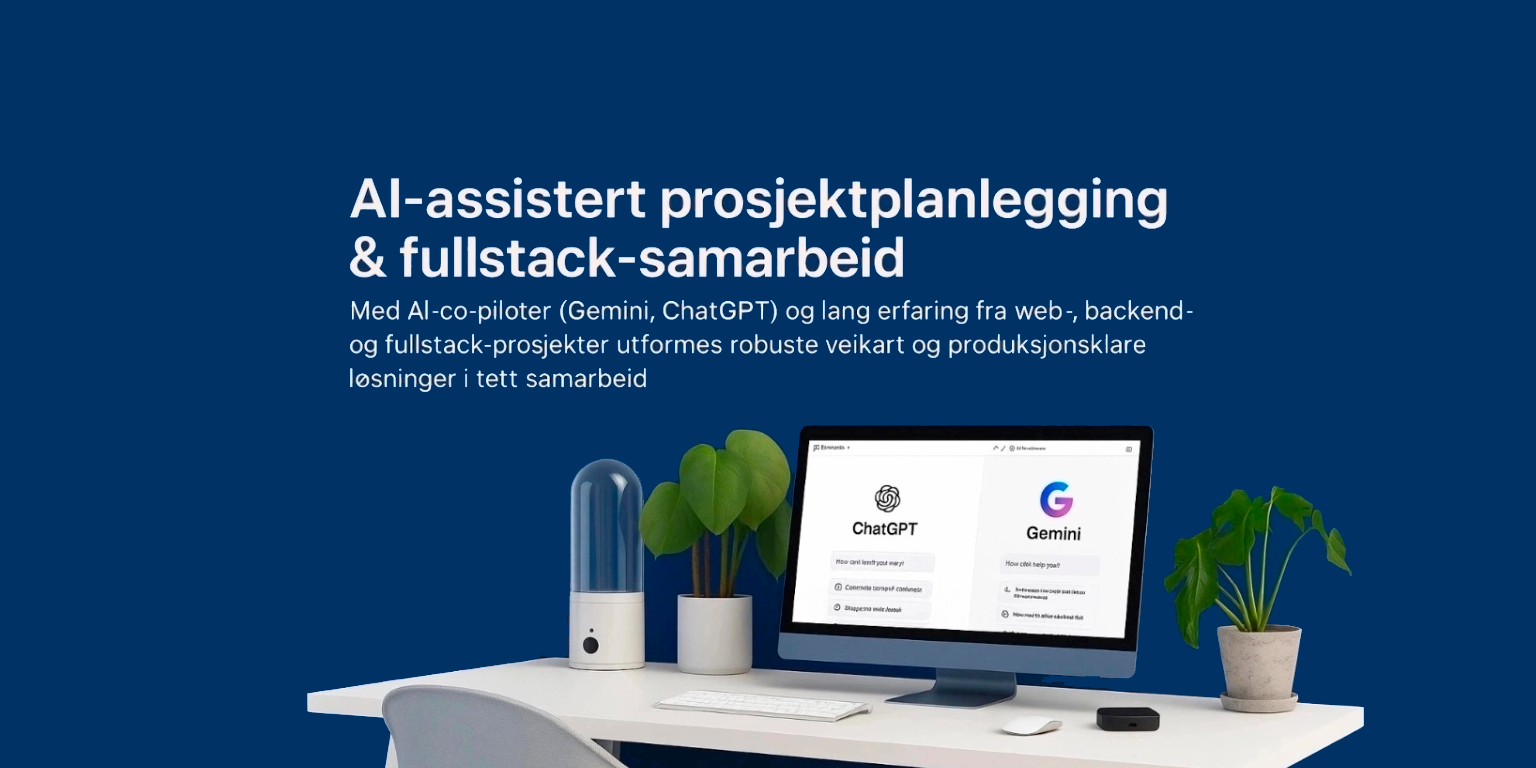 AI-assistert prosjektplanlegging
& fullstack-samarbeid
Med AI-co-piloter (Gemini, ChatGPT) og lang erfaring fra web-, backend-
og fullstack-prosjekter utformes robuste veikart og produksjonsklare
løsninger i tett samarbeid
ChatGPT
Gemini